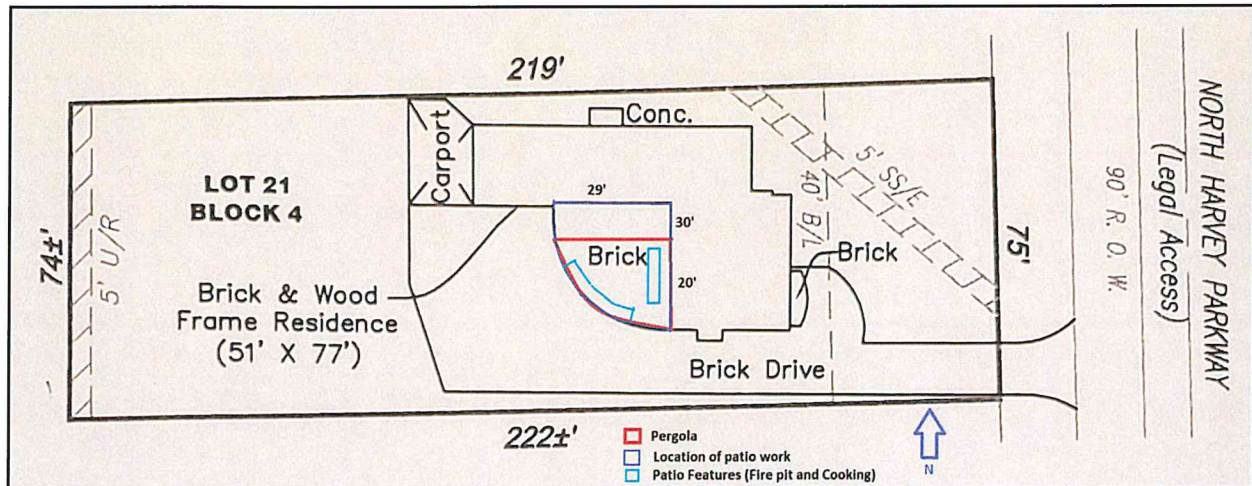 219'
Conc.
Carport
LOT 21
BLOCK 4
5' SS/E
40' B/L
NORTH HARVEY PARKWAY
(Legal Access)
90' R. O. W.
29'
30'
74±'
5' U/R
Brick
Brick
75'
20'
Brick & Wood
Frame Residence
(51' X 77')
Brick Drive
222±'
Pergola
Location of patio work
Patio Features (Fire pit and Cooking)
N